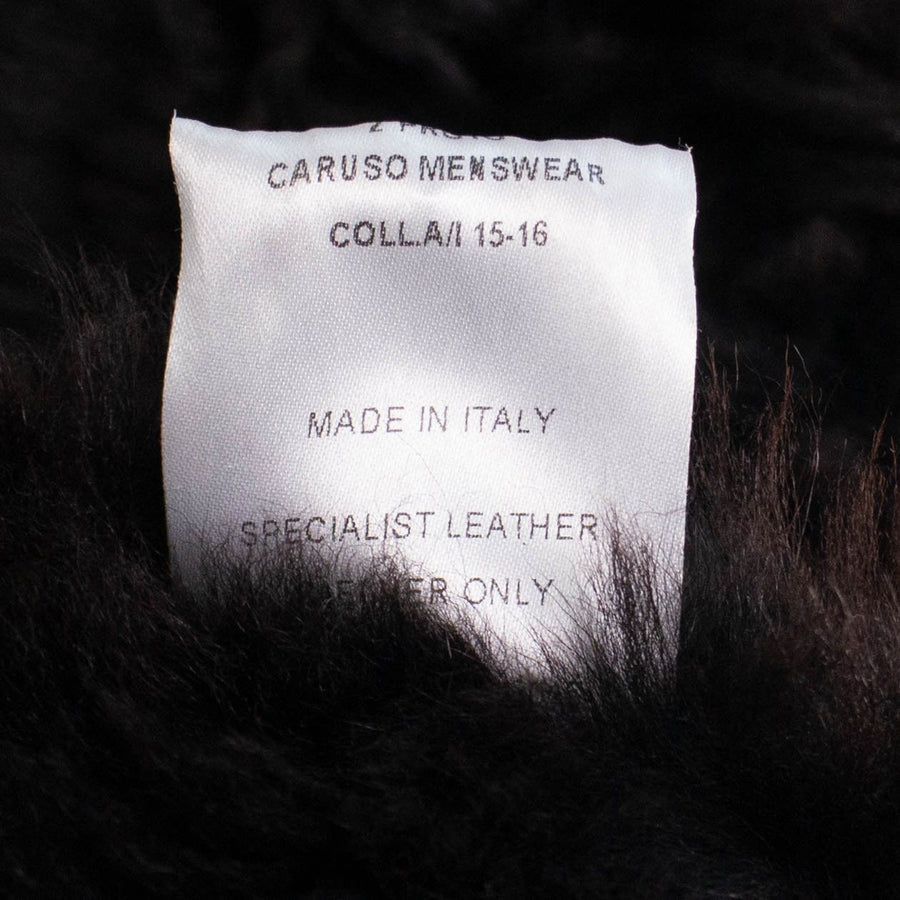 CARUSO MENSWEAR
COLL.A/I 15-16
MADE IN ITALY
SPECIALIST LEATHER
ONLY